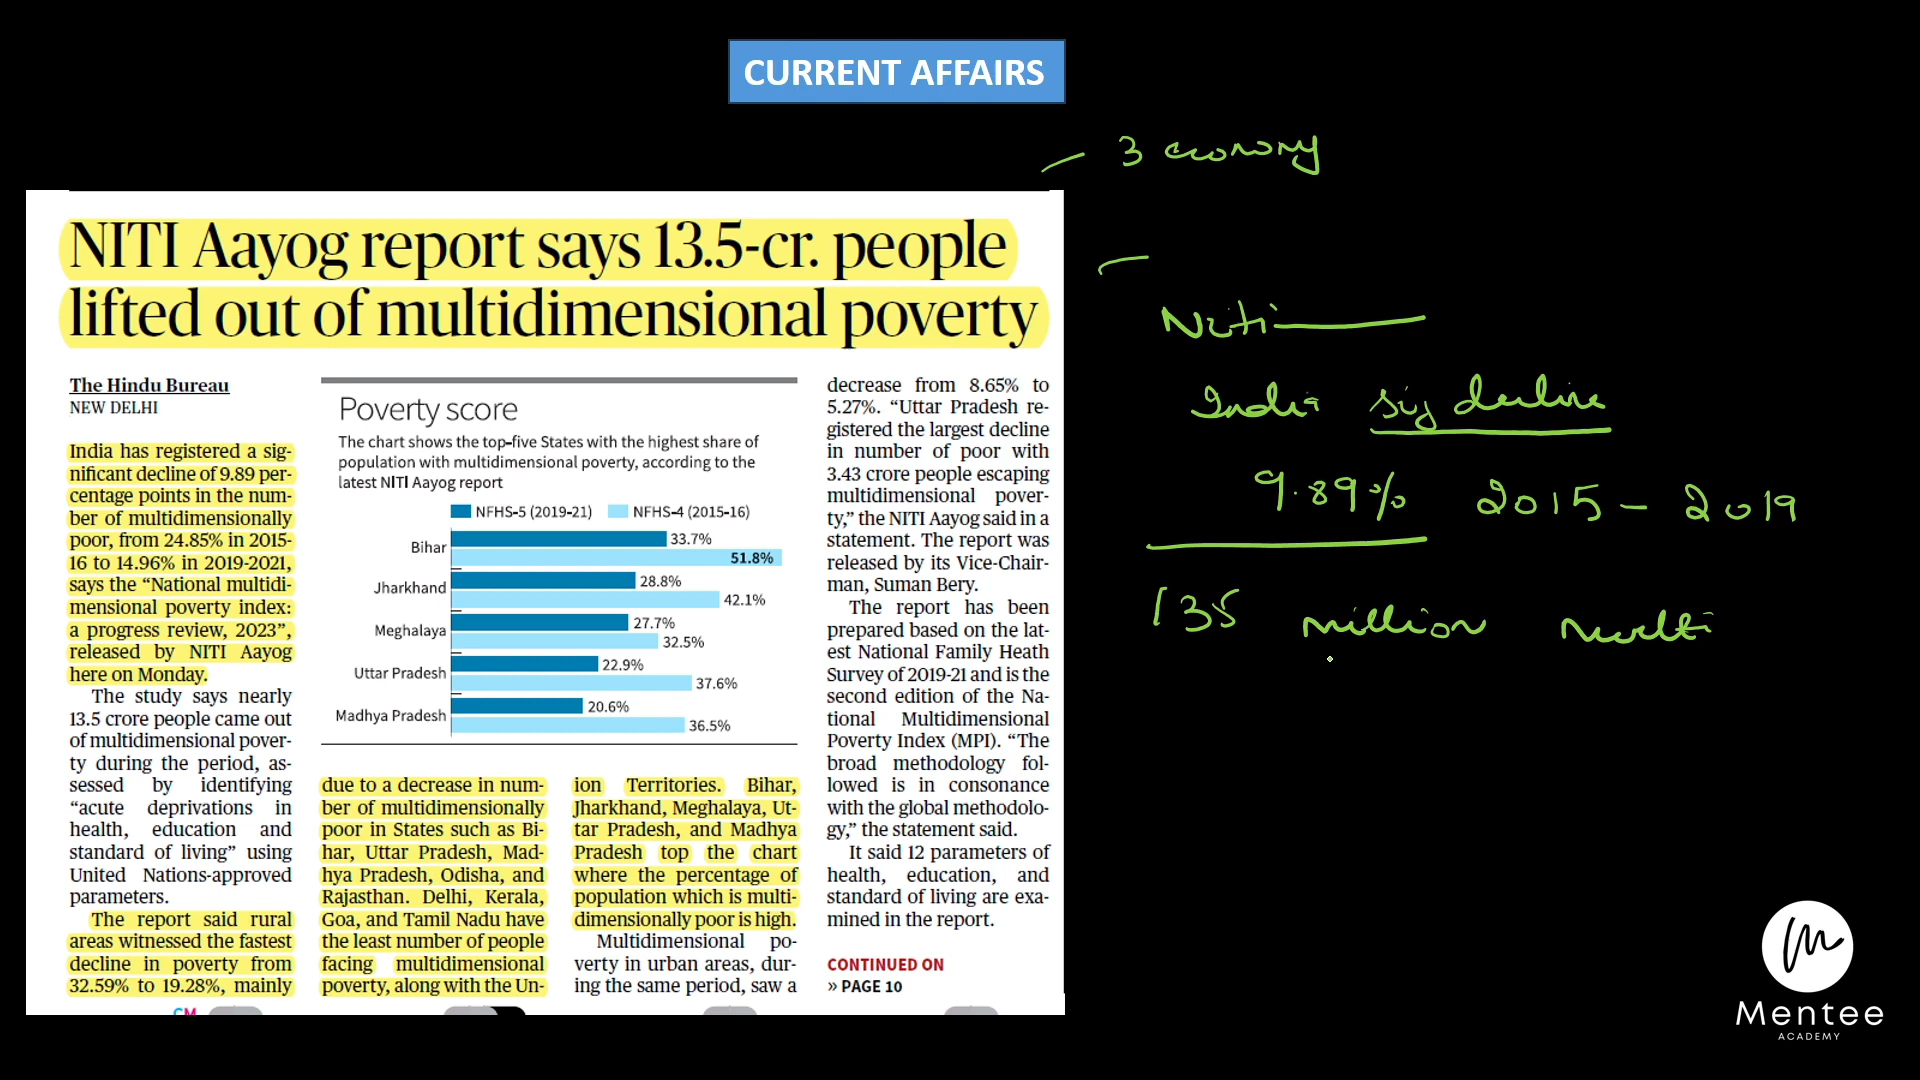 CURRENT AFFAIRS
3 economy
NITI Aayog report says 13.5-cr. people
lifted out of multidimensional poverty
The Hindu Bureau
NEW DELHI
India has registered a sig-
nificant decline of 9.89 per-
centage points in the num-
ber of multidimensionally
poor, from 24.85% in 2015-
16 to 14.96% in 2019-2021,
says the “National multidi-
mensional poverty index:
a progress review, 2023”,
released by NITI Aayog
here on Monday.
The study says nearly
13.5 crore people came out
of multidimensional pover-
ty during the period, as-
sessed by identifying
“acute deprivations in
health, education and
standard of living” using
United Nations-approved
parameters.
The report said rural
areas witnessed the fastest
decline in poverty from
32.59% to 19.28%, mainly
Poverty score
The chart shows the top-five States with the highest share of
population with multidimensional poverty, according to the
latest NITI Aayog report
NFHS-5 (2019-21) NFHS-4 (2015-16)
Bihar 33.7%
51.8%
Jharkhand 28.8%
42.1%
Meghalaya 27.7%
32.5%
Uttar Pradesh 22.9%
37.6%
Madhya Pradesh 20.6%
36.5%
due to a decrease in num-
ber of multidimensionally
poor in States such as Bi-
har, Uttar Pradesh, Mad-
hya Pradesh, Odisha, and
Rajasthan. Delhi, Kerala,
Goa, and Tamil Nadu have
the least number of people
facing multidimensional
poverty, along with the Un-
ion Territories. Bihar,
Jharkhand, Meghalaya, Ut-
tar Pradesh, and Madhya
Pradesh top the chart
where the percentage of
population which is multi-
dimensionally poor is high.
Multidimensional po-
verty in urban areas, dur-
ing the same period, saw a
decrease from 8.65% to
5.27%. “Uttar Pradesh re-
gistered the largest decline
in number of poor with
3.43 crore people escaping
multidimensional pover-
ty,” the NITI Aayog said in a
statement. The report was
released by its Vice-Chair-
man, Suman Bery.
The report has been
prepared based on the lat-
est National Family Heath
Survey of 2019-21 and is the
second edition of the Na-
tional Multidimensional
Poverty Index (MPI). “The
broad methodology fol-
lowed is in consonance
with the global methodolo-
gy,” the statement said.
It said 12 parameters of
health, education, and
standard of living are exa-
mined in the report.
CONTINUED ON
» PAGE 10
CM
Niti
India sig decline
9.89% 2015 - 2019
135 million multi
Mentee
ACADEMY